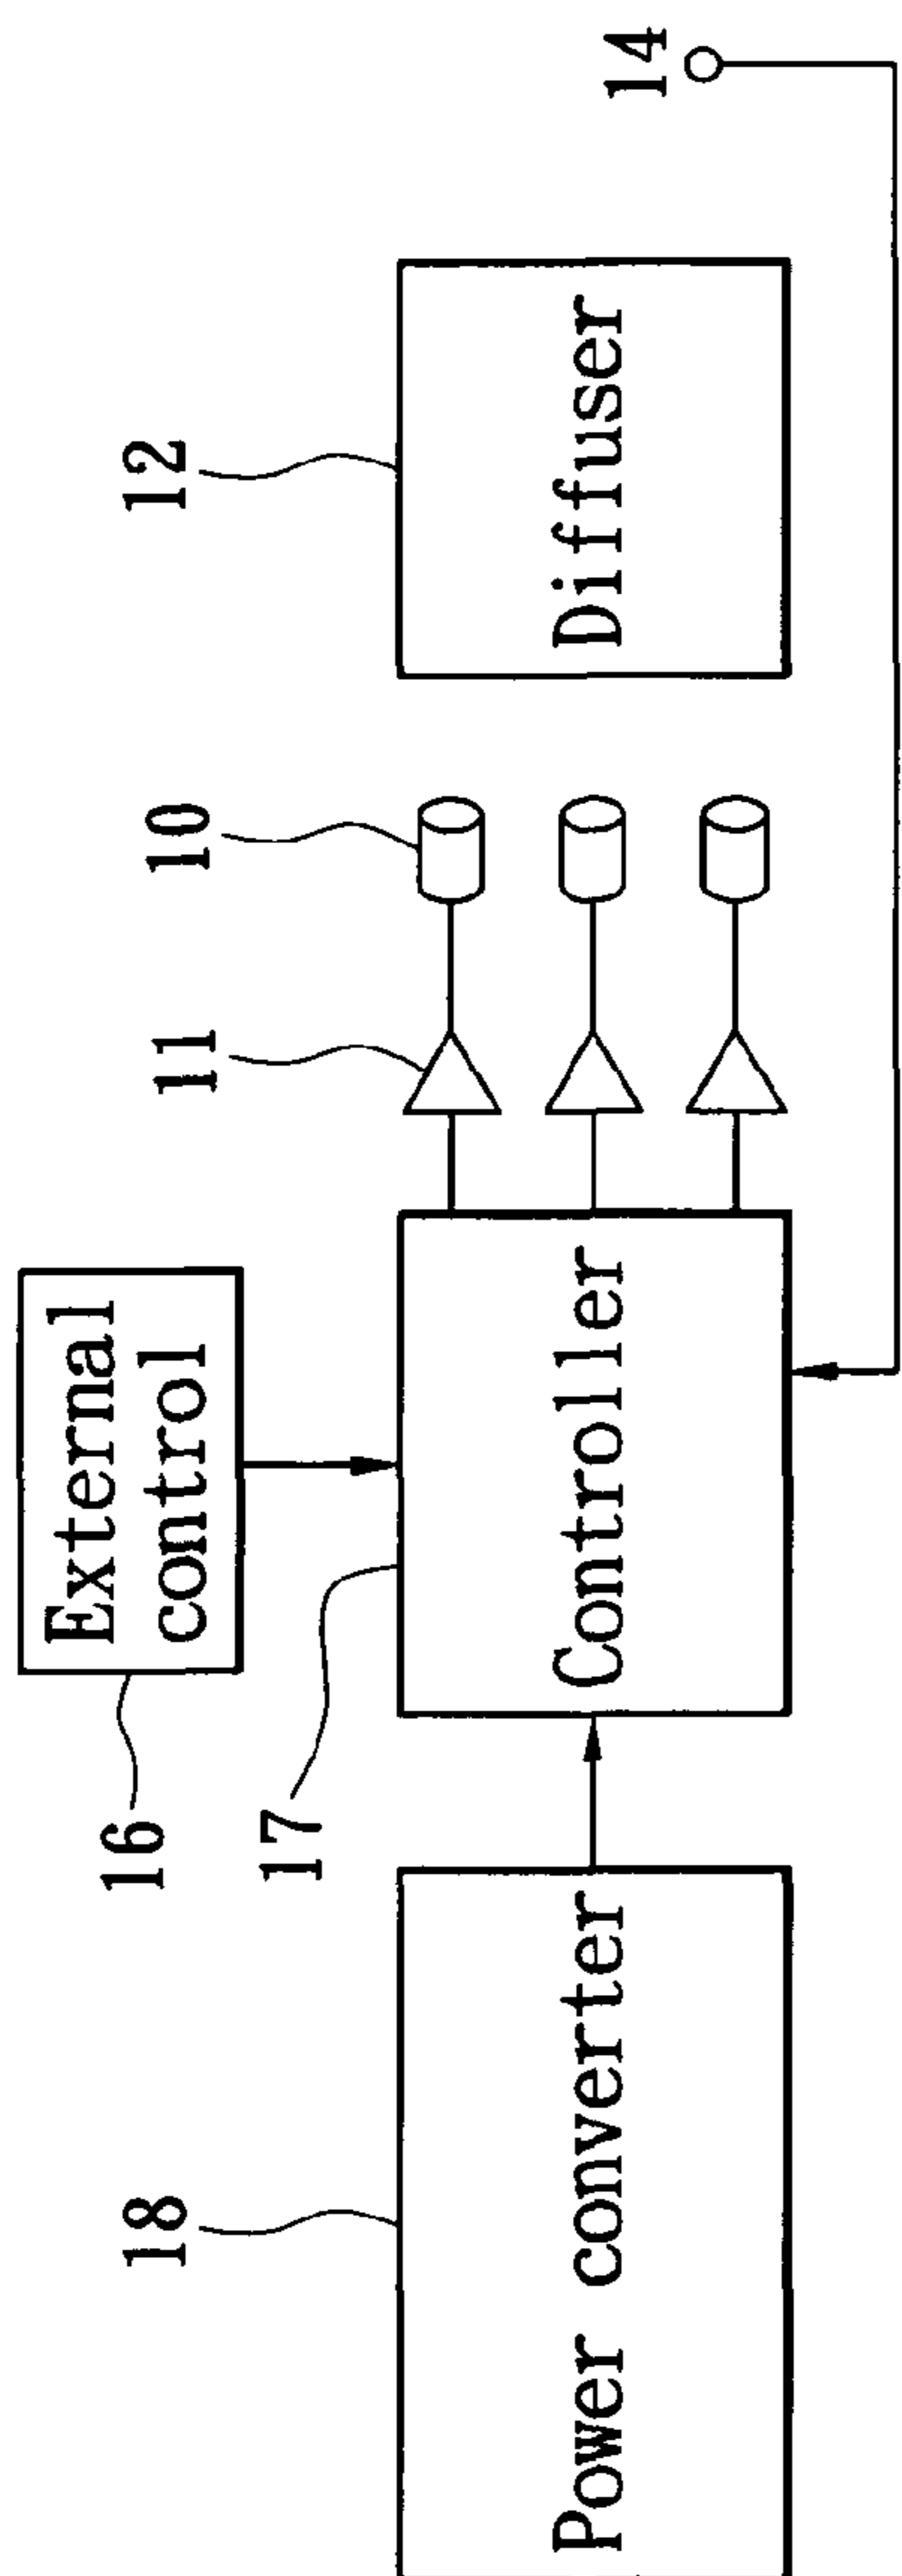 16
External
control
18
17
11
10
12
14
Power converter
Controller
Diffuser